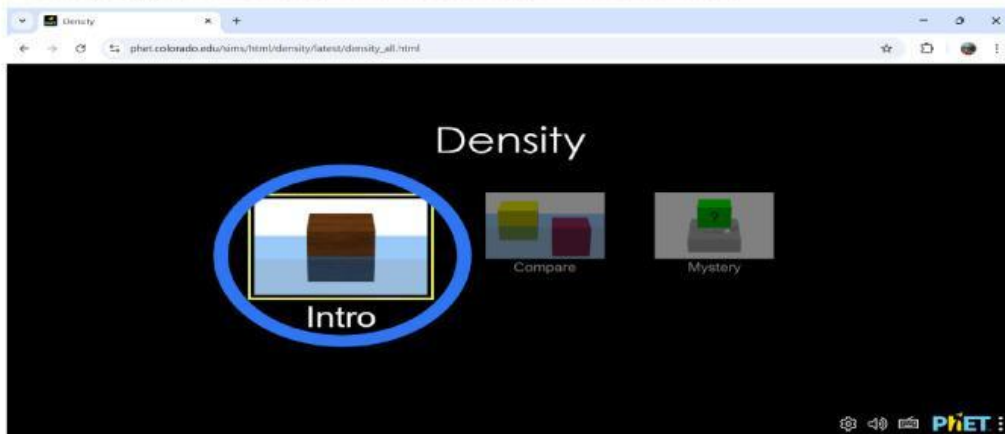 Density
phet.colorado.edu/sims/html/density/latest/density_all.html
Density
?
Intro
Compare
Mystery
PhET